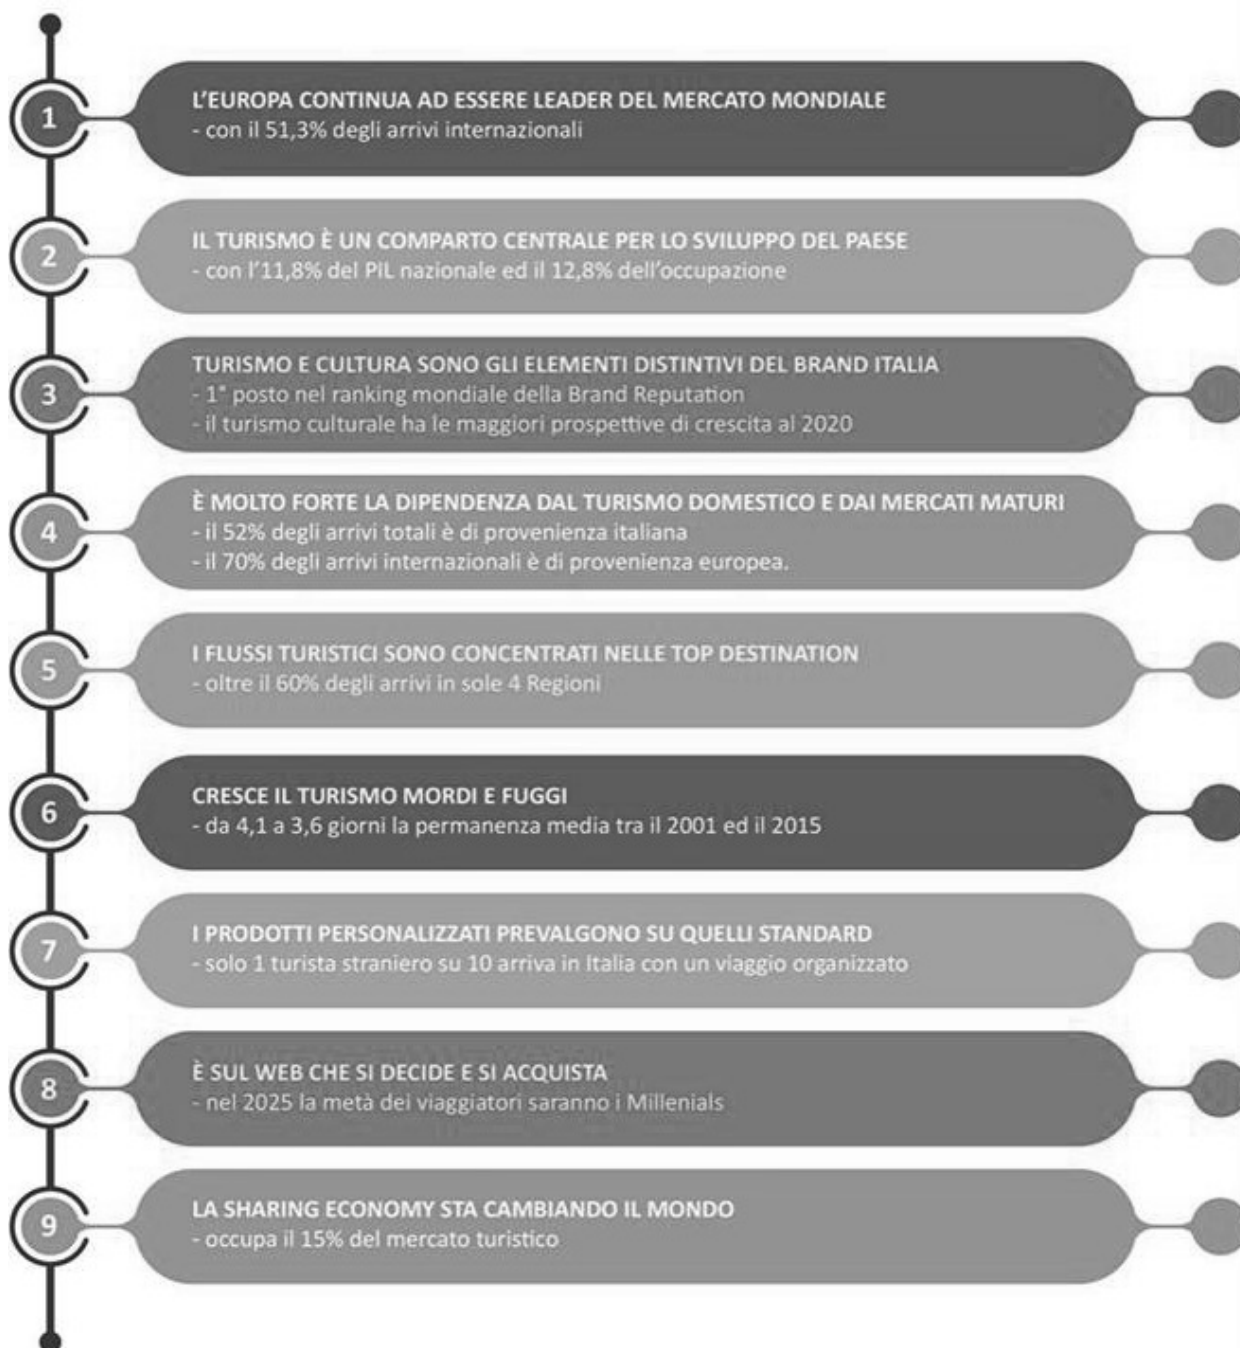 1
L'EUROPA CONTINUA AD ESSERE LEADER DEL MERCATO MONDIALE
- con il 51,3% degli arrivi internazionali
2
IL TURISMO È UN COMPARTO CENTRALE PER LO SVILUPPO DEL PAESE
- con l'11,8% del PIL nazionale ed il 12,8% dell'occupazione
3
TURISMO E CULTURA SONO GLI ELEMENTI DISTINTIVI DEL BRAND ITALIA
- 1° posto nel ranking mondiale della Brand Reputation
- il turismo culturale ha le maggiori prospettive di crescita al 2020
4
È MOLTO FORTE LA DIPENDENZA DAL TURISMO DOMESTICO E DAI MERCATI MATURI
- il 52% degli arrivi totali è di provenienza italiana
- il 70% degli arrivi internazionali è di provenienza europea.
5
I FLUSSI TURISTICI SONO CONCENTRATI NELLE TOP DESTINATION
- oltre il 60% degli arrivi in sole 4 Regioni
6
CRESCE IL TURISMO MORDI E FUGGI
- da 4,1 a 3,6 giorni la permanenza media tra il 2001 ed il 2015
7
I PRODOTTI PERSONALIZZATI PREVALGONO SU QUELLI STANDARD
- solo 1 turista straniero su 10 arriva in Italia con un viaggio organizzato
8
È SUL WEB CHE SI DECIDE E SI ACQUISTA
- nel 2025 la metà dei viaggiatori saranno i Millenials
9
LA SHARING ECONOMY STA CAMBIANDO IL MONDO
- occupa il 15% del mercato turistico